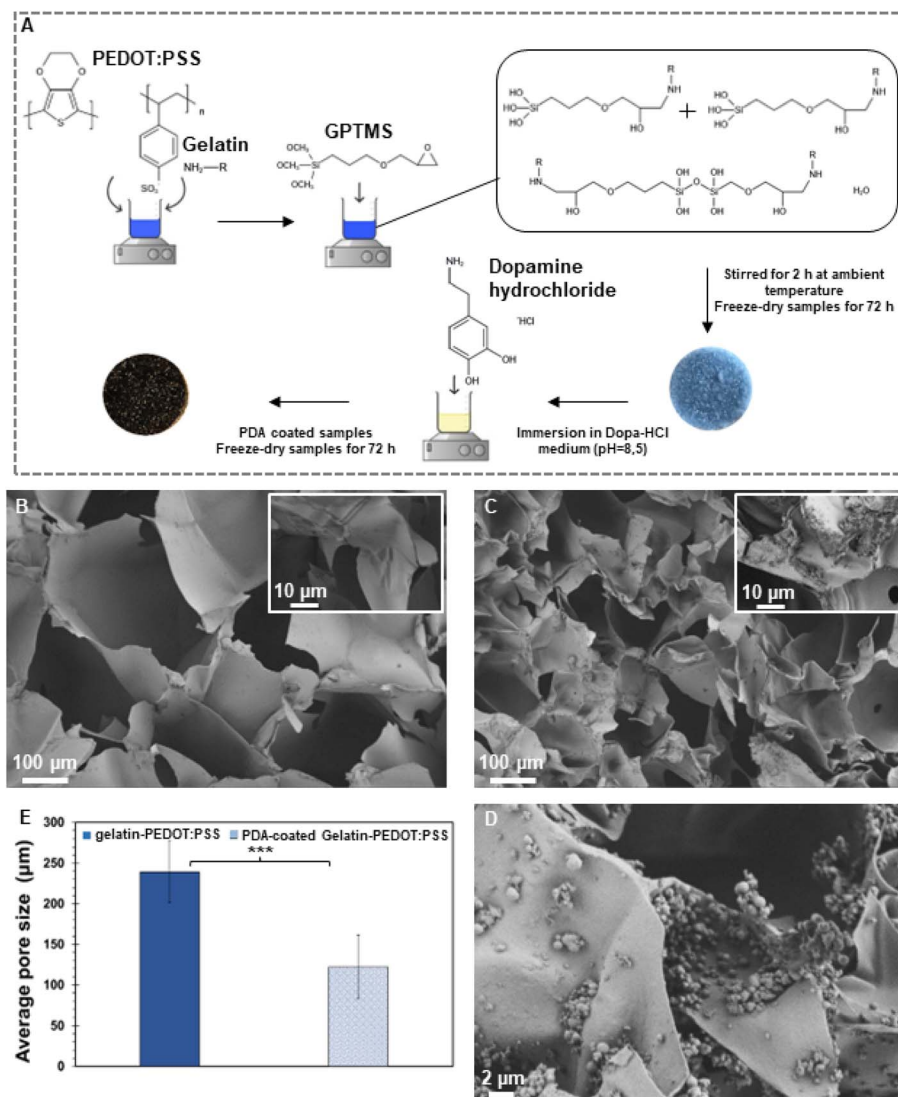 A
PEDOT:PSS
O
O
S
n
n
Gelatin
NH₂—R
SO₃⁻
GPTMS
OCH₃
OCH₃
OCH₃
Si
O
O
HO
HO
HO
Si
O
OH
NH
R
+
HO
HO
HO
Si
O
OH
NH
R
R
HN
OH
O
OH
Si
OH
O
OH
Si
OH
O
OH
NH
R
H₂O
Stirred for 2 h at ambient
temperature
Freeze-dry samples for 72 h
Dopamine
hydrochloride
NH₂
HCl
OH
OH
Immersion in Dopa-HCl
medium (pH=8,5)
PDA coated samples
Freeze-dry samples for 72 h
B
10 µm
100 µm
C
10 µm
100 µm
E
gelatin-PEDOT:PSS
PDA-coated Gelatin-PEDOT:PSS
***
Average pore size (µm)
300
250
200
150
100
50
0
D
2 µm